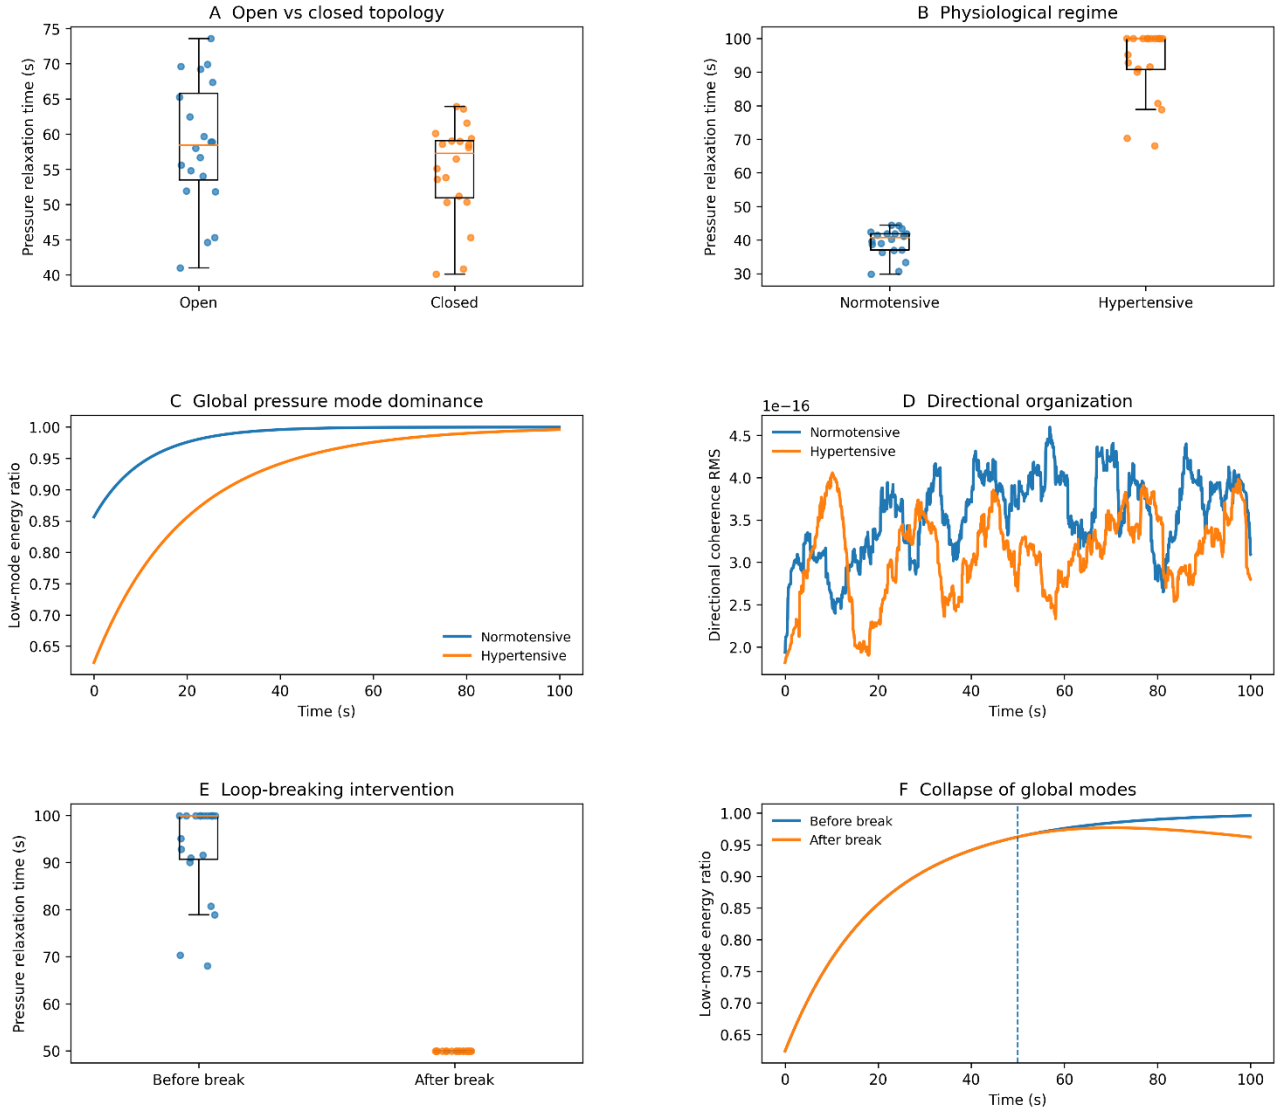 A  Open vs closed topology
Pressure relaxation time (s)
75
70
65
60
55
50
45
40
Open
Closed
B  Physiological regime
Pressure relaxation time (s)
100
90
80
70
60
50
40
30
Normotensive
Hypertensive
C  Global pressure mode dominance
Low-mode energy ratio
1.00
0.95
0.90
0.85
0.80
0.75
0.70
0.65
Normotensive
Hypertensive
0
20
40
60
80
100
Time (s)
D  Directional organization
1e−16
Directional coherence RMS
4.5
4.0
3.5
3.0
2.5
2.0
Normotensive
Hypertensive
0
20
40
60
80
100
Time (s)
E  Loop-breaking intervention
Pressure relaxation time (s)
100
90
80
70
60
50
Before break
After break
F  Collapse of global modes
Low-mode energy ratio
1.00
0.95
0.90
0.85
0.80
0.75
0.70
0.65
Before break
After break
0
20
40
60
80
100
Time (s)